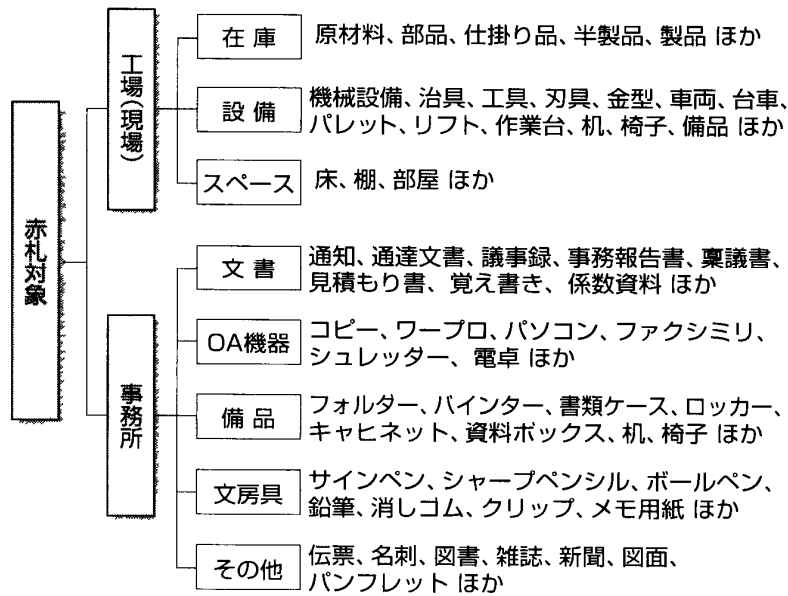 赤札対象
工場(現場)
在庫
原材料、部品、仕掛り品、半製品、製品 ほか
設備
機械設備、治具、工具、刃具、金型、車両、台車、
パレット、リフト、作業台、机、椅子、備品 ほか
スペース
床、棚、部屋 ほか
事務所
文書
通知、通達文書、議事録、事務報告書、稟議書、
見積もり書、覚え書き、係数資料 ほか
OA機器
コピー、ワープロ、パソコン、ファクシミリ、
シュレッダー、電卓 ほか
備品
フォルダー、バインター、書類ケース、ロッカー、
キャヒネット、資料ボックス、机、椅子 ほか
文房具
サインペン、シャープペンシル、ボールペン、
鉛筆、消しゴム、クリップ、メモ用紙 ほか
その他
伝票、名刺、図書、雑誌、新聞、図面、
パンフレット ほか